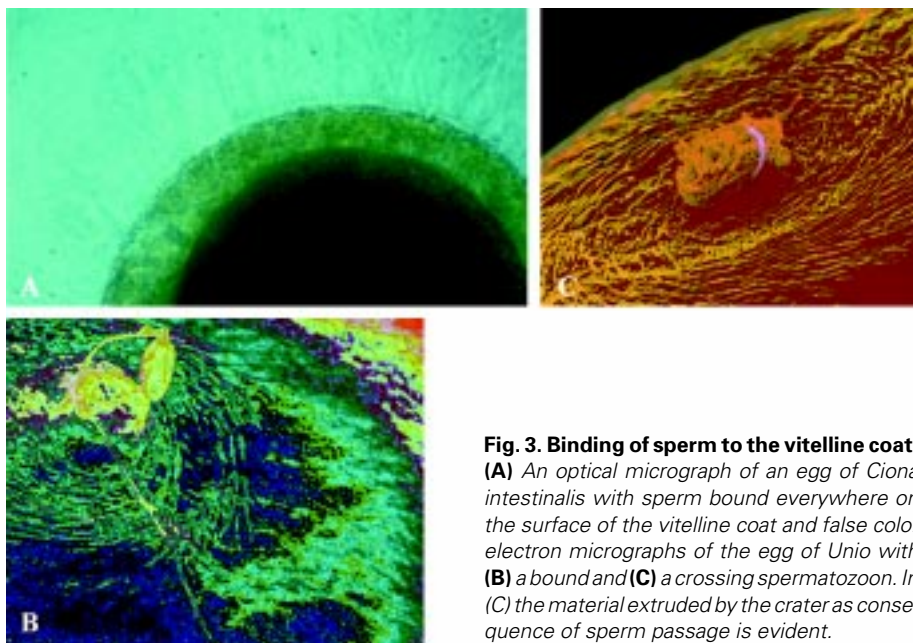 A
C
B
Fig. 3. Binding of sperm to the vitelline coat
(A) An optical micrograph of an egg of Ciona
intestinalis with sperm bound everywhere on
the surface of the vitelline coat and false colo
electron micrographs of the egg of Unio with
(B) a bound and (C) a crossing spermatozoon. In
(C) the material extruded by the crater as conse
quence of sperm passage is evident.